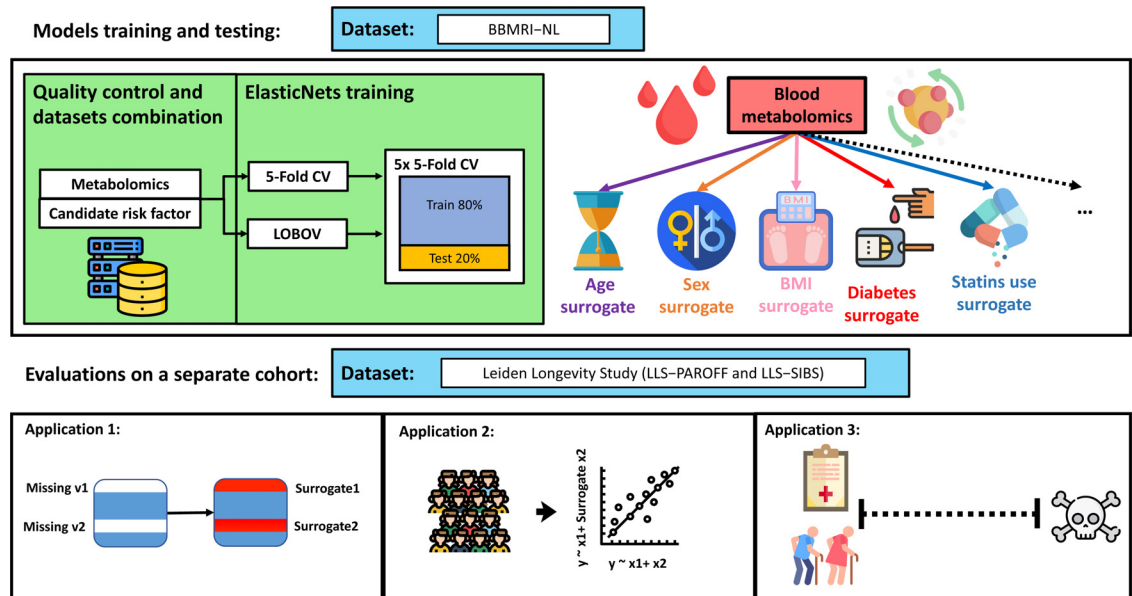 Models training and testing:
Dataset:
BBMRI−NL
Quality control and
datasets combination
Metabolomics
Candidate risk factor
ElasticNets training
5-Fold CV
LOBOV
5x 5-Fold CV
Train 80%
Test 20%
Blood
metabolomics
BMI
Age
surrogate
Sex
surrogate
BMI
surrogate
Diabetes
surrogate
Statins use
surrogate
...
Evaluations on a separate cohort:
Dataset:
Leiden Longevity Study (LLS−PAROFF and LLS−SIBS)
Application 1:
Missing v1
Missing v2
Surrogate1
Surrogate2
Application 2:
y ~ x1+ Surrogate x2
y ~ x1+ x2
Application 3: